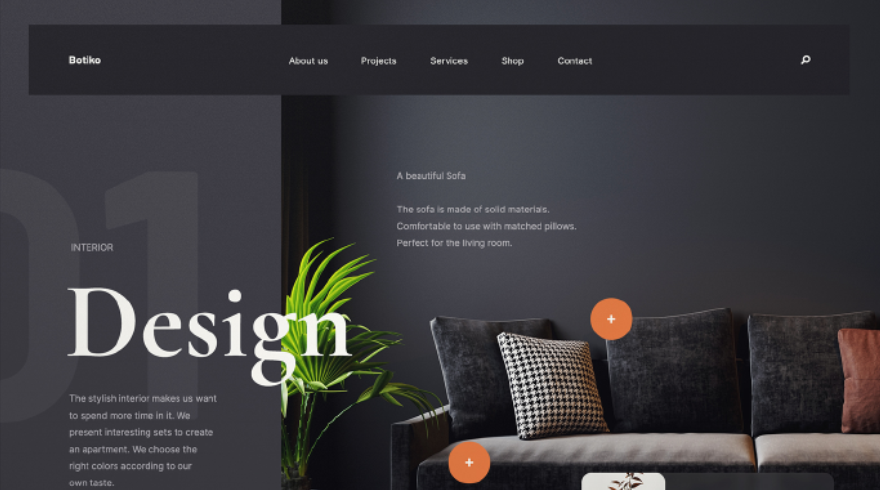 Botiko
About us
Projects
Services
Shop
Contact
A beautiful Sofa
The sofa is made of solid materials.
Comfortable to use with matched pillows.
Perfect for the living room.
01
INTERIOR
Design
The stylish interior makes us want
to spend more time in it. We
present interesting sets to create
an apartment. We choose the
right colors according to our
own taste.
+
+